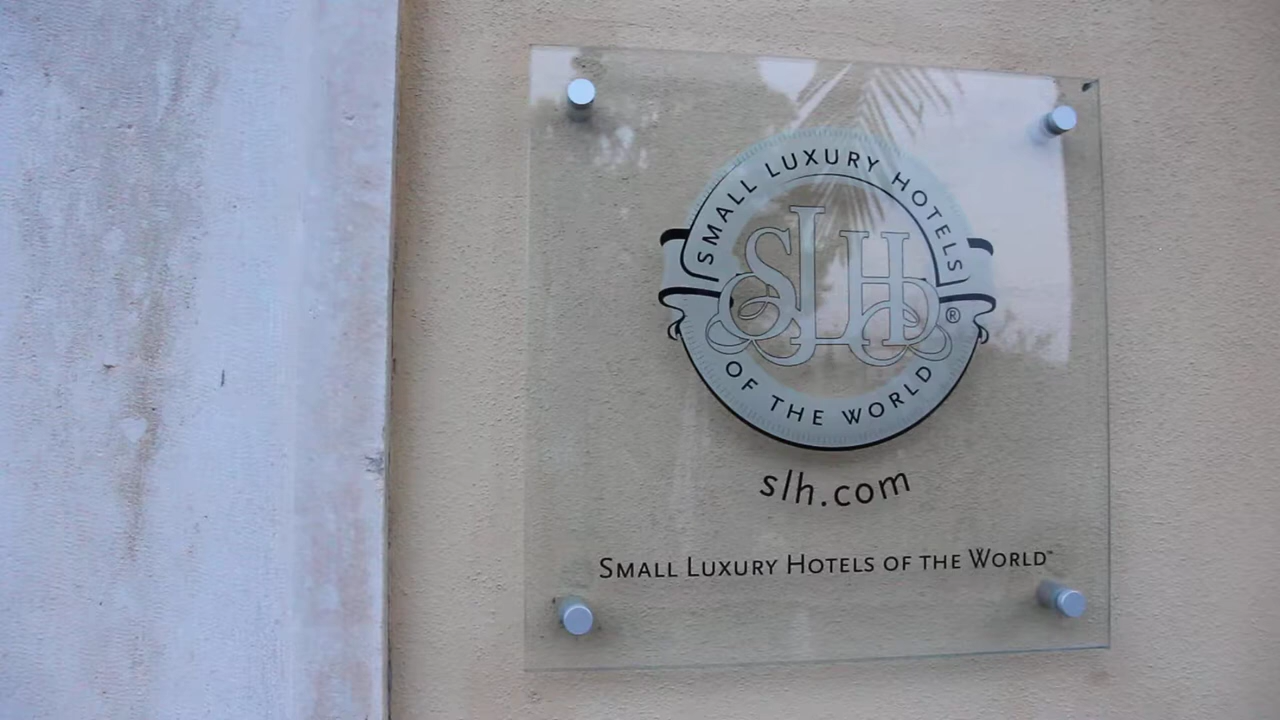 SMALL LUXURY HOTELS
SLH
®
OF THE WORLD
slh.com
SMALL LUXURY HOTELS OF THE WORLD™